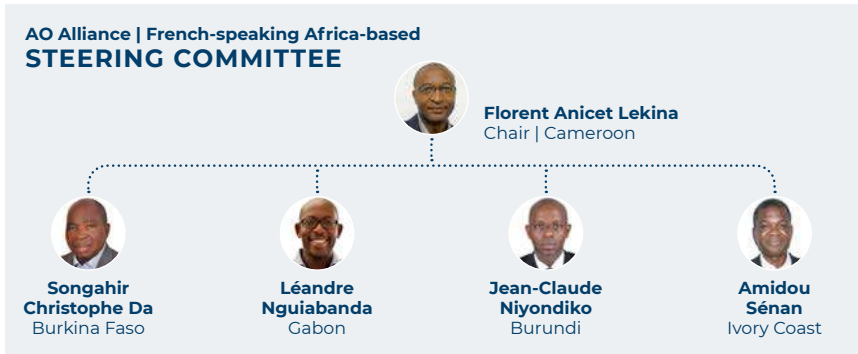 AO Alliance | French-speaking Africa-based
STEERING COMMITTEE
Florent Anicet Lekina
Chair | Cameroon
Songahir
Christophe Da
Burkina Faso
Léandre
Nguiabanda
Gabon
Jean-Claude
Niyondiko
Burundi
Amidou
Sénan
Ivory Coast